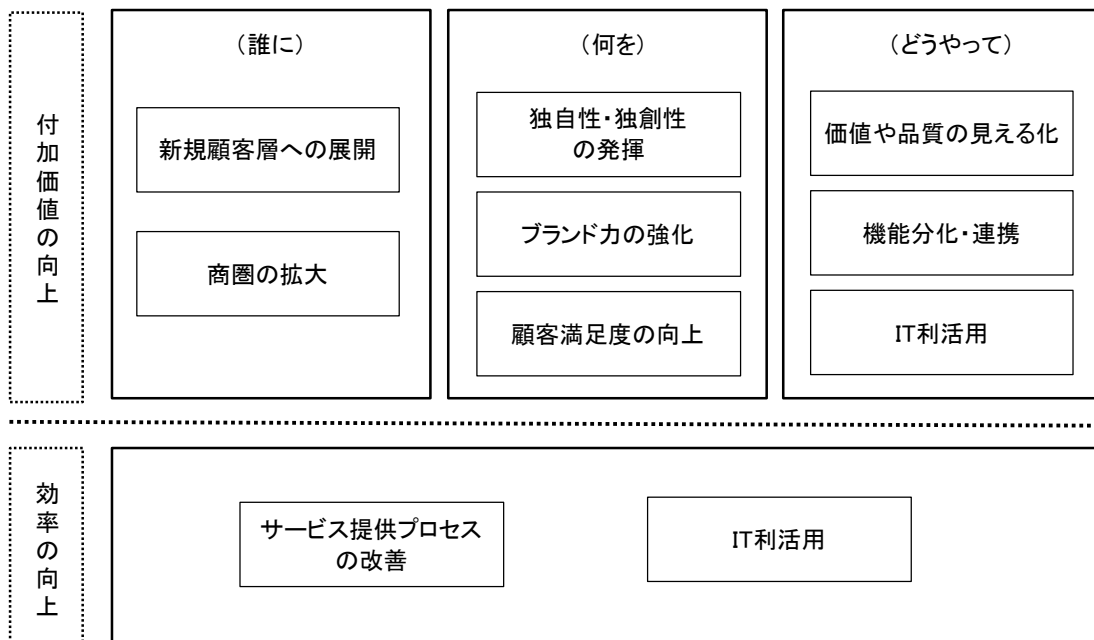 付加価値の向上
（誰に）
新規顧客層への展開
商圏の拡大
（何を）
独自性・独創性
の発揮
ブランド力の強化
顧客満足度の向上
（どうやって）
価値や品質の見える化
機能分化・連携
IT利活用
効率の向上
サービス提供プロセス
の改善
IT利活用